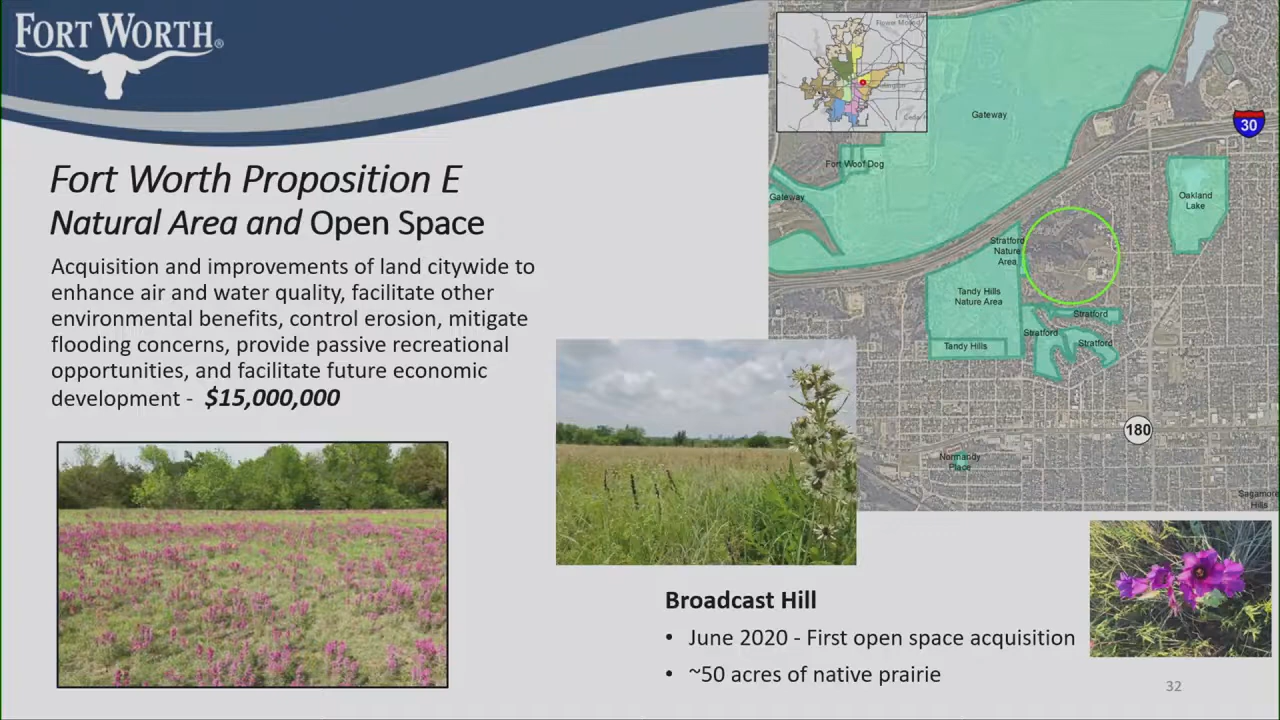 FORT WORTH®
Fort Worth Proposition E
Natural Area and Open Space
Acquisition and improvements of land citywide to
enhance air and water quality, facilitate other
environmental benefits, control erosion, mitigate
flooding concerns, provide passive recreational
opportunities, and facilitate future economic
development - $15,000,000
Gateway
30
Fort Woof Dog
Gateway
Oakland
Lake
Stratford
Nature
Area
Tandy Hills
Nature Area
Stratford
Stratford
Stratford
Tandy Hills
180
Normandy
Place
Sagamore
Hills
Broadcast Hill
• June 2020 - First open space acquisition
• ~50 acres of native prairie
32